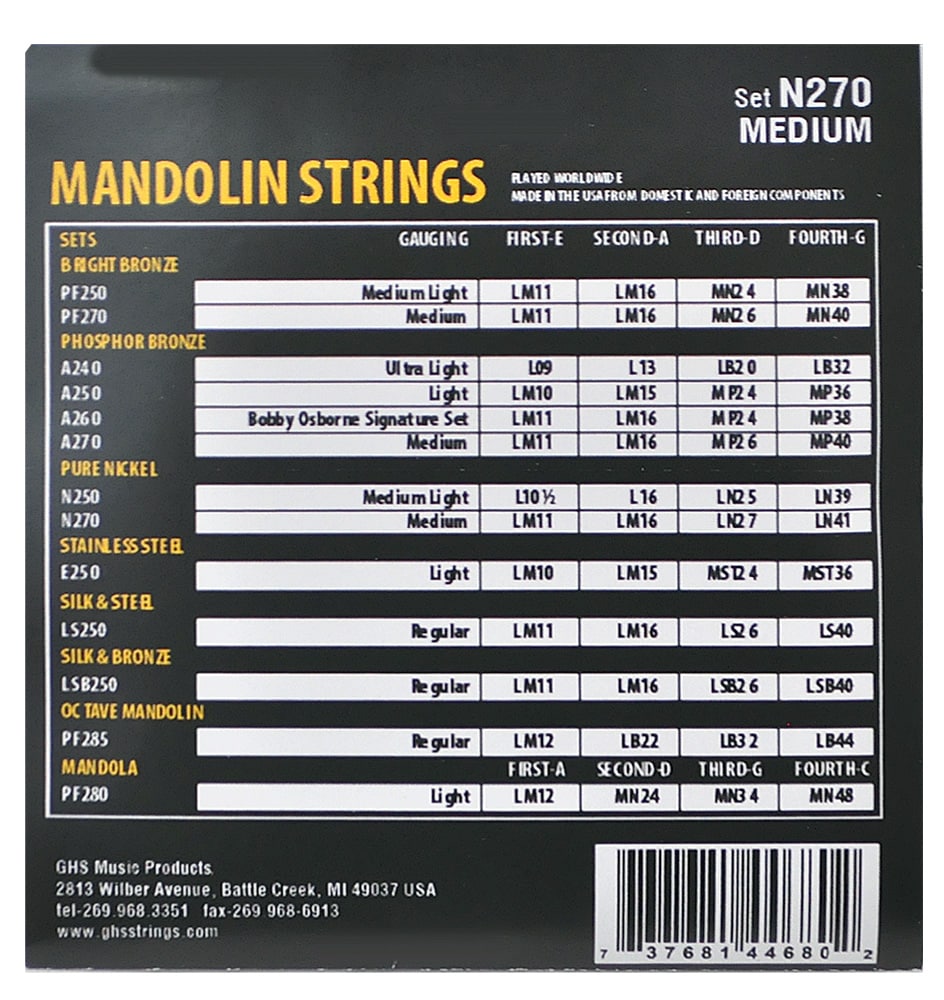 Set N270
MEDIUM
MANDOLIN STRINGS
PLAYED WORLDWIDE
MADE IN THE USA FROM DOMESTIC AND FOREIGN COMPONENTS
SETS GAUGING FIRST-E SECOND-A THIRD-D FOURTH-G
BRIGHT BRONZE
PF250 Medium Light LM11 LM16 MN24 MN38
PF270 Medium LM11 LM16 MN26 MN40
PHOSPHOR BRONZE
A240 Ultra Light L09 L13 LB20 LB32
A250 Light LM10 LM15 MP24 MP36
A260 Bobby Osborne Signature Set LM11 LM16 MP24 MP38
A270 Medium LM11 LM16 MP26 MP40
PURE NICKEL
N250 Medium Light L10½ L16 LN25 LN39
N270 Medium LM11 LM16 LN27 LN41
STAINLESS STEEL
E250 Light LM10 LM15 MST24 MST36
SILK & STEEL
LS250 Regular LM11 LM16 LS26 LS40
SILK & BRONZE
LSB250 Regular LM11 LM16 LSB26 LSB40
OCTAVE MANDOLIN
PF285 Regular LM12 LB22 LB32 LB44
MANDOLA FIRST-A SECOND-D THIRD-G FOURTH-C
PF280 Light LM12 MN24 MN34 MN48
GHS Music Products
2813 Wilber Avenue, Battle Creek, MI 49037 USA
tel-269.968.3351 fax-269 968-6913
www.ghsstrings.com
7 37681 44680 2